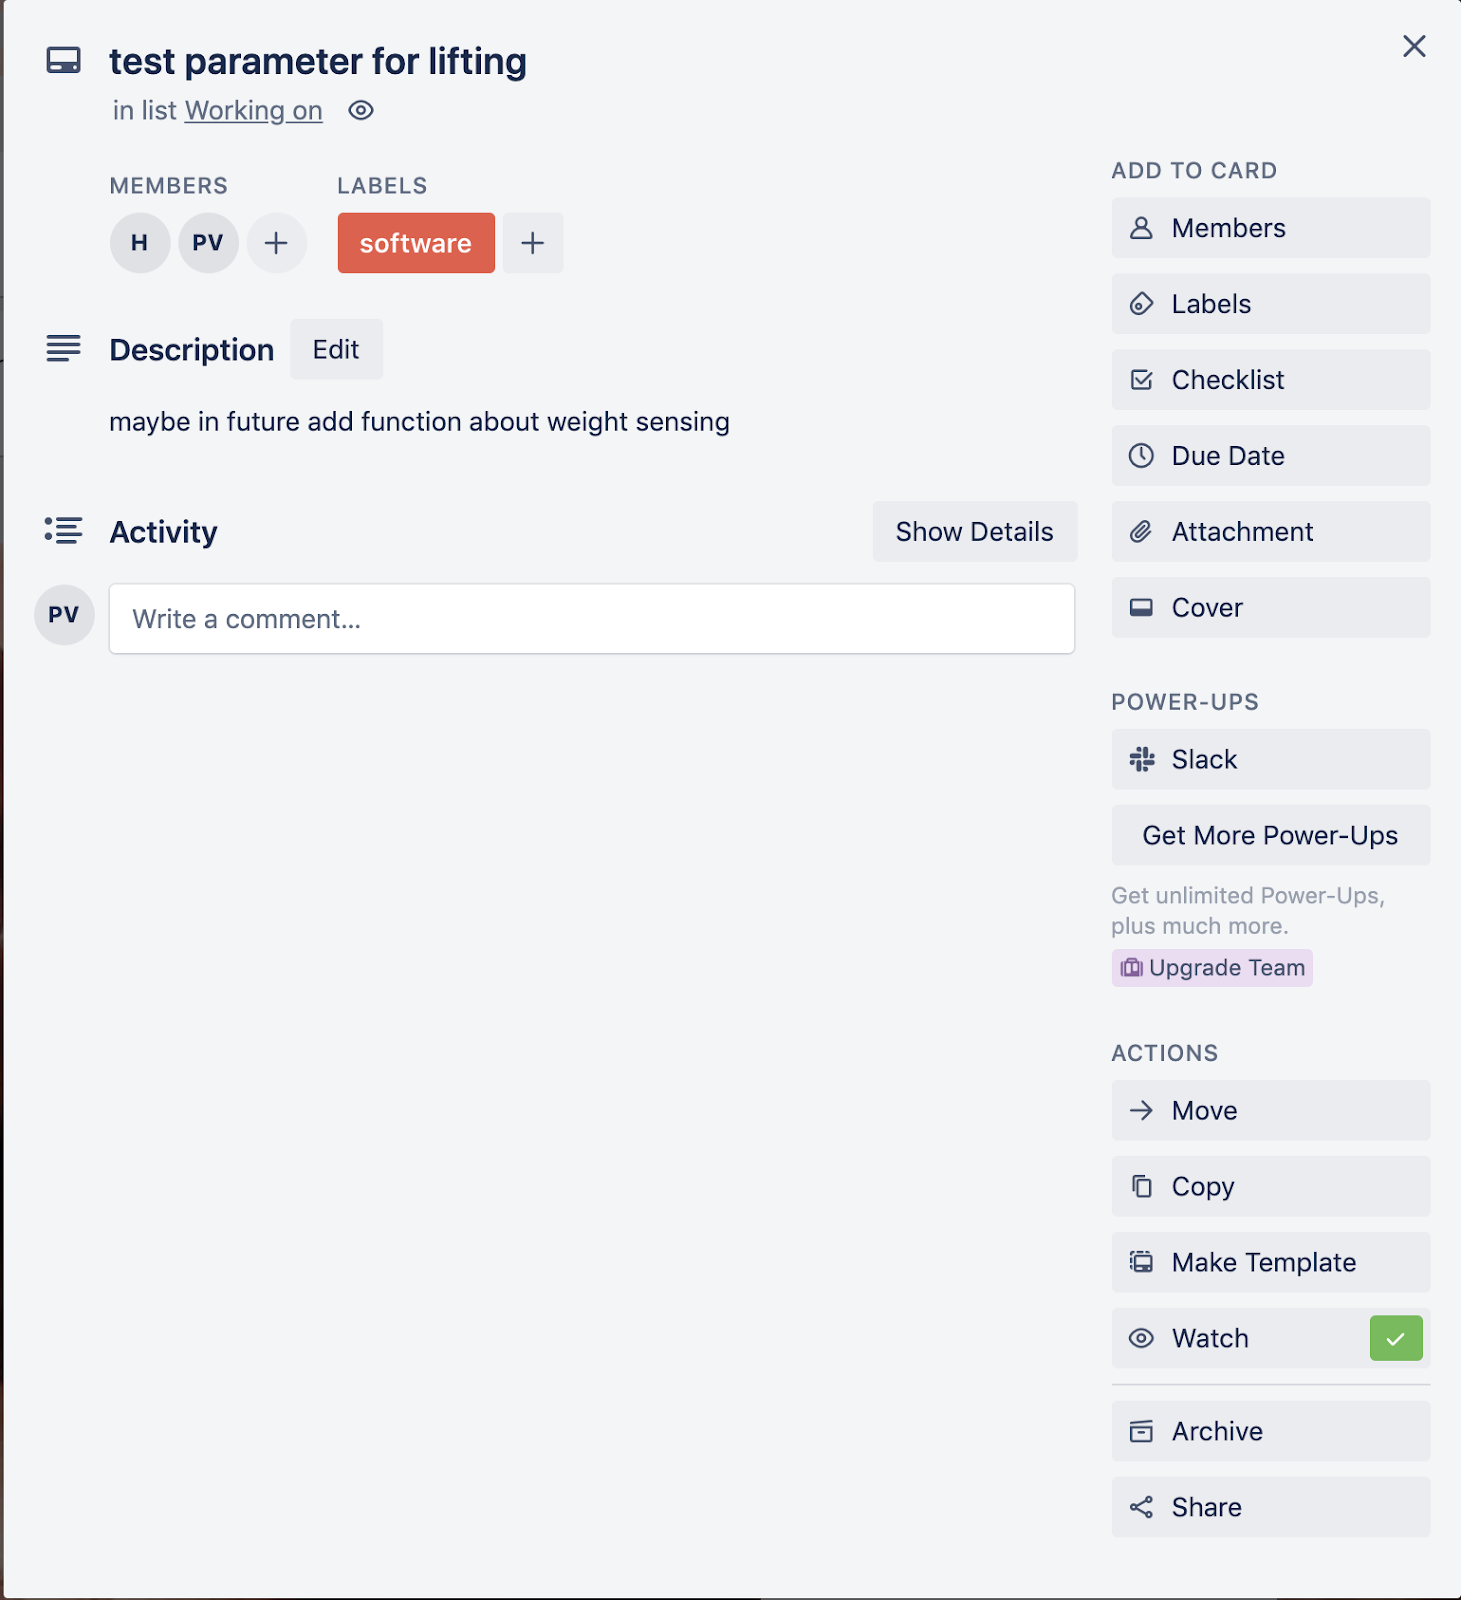 test parameter for lifting
in list Working on
MEMBERS
H PV
LABELS
software
Description Edit
maybe in future add function about weight sensing
Activity Show Details
PV Write a comment...
ADD TO CARD
Members
Labels
Checklist
Due Date
Attachment
Cover
POWER-UPS
Slack
Get More Power-Ups
Get unlimited Power-Ups,
plus much more.
Upgrade Team
ACTIONS
Move
Copy
Make Template
Watch
Archive
Share